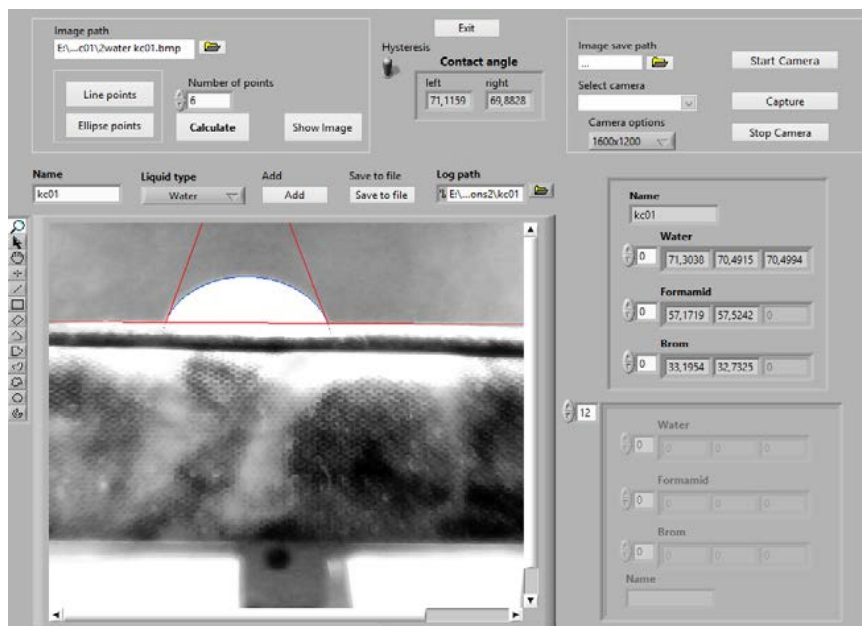 Image path
E:\...c01\2water kc01.bmp
Line points
Ellipse points
Number of points
6
Calculate
Show Image
Exit
Hysteresis
Contact angle
left right
71,1159 69,8828
Image save path
...
Select camera
Camera options
1600x1200
Start Camera
Capture
Stop Camera
Name
kc01
Liquid type
Water
Add
Add
Save to file
Save to file
Log path
E:\...ons2\kc01
Name
kc01
Water
0 71,3038 70,4915 70,4994
Formamid
0 57,1719 57,5242 0
Brom
0 33,1954 32,7325 0
12
Water
0 0 0 0
Formamid
0 0 0 0
Brom
0 0 0 0
Name